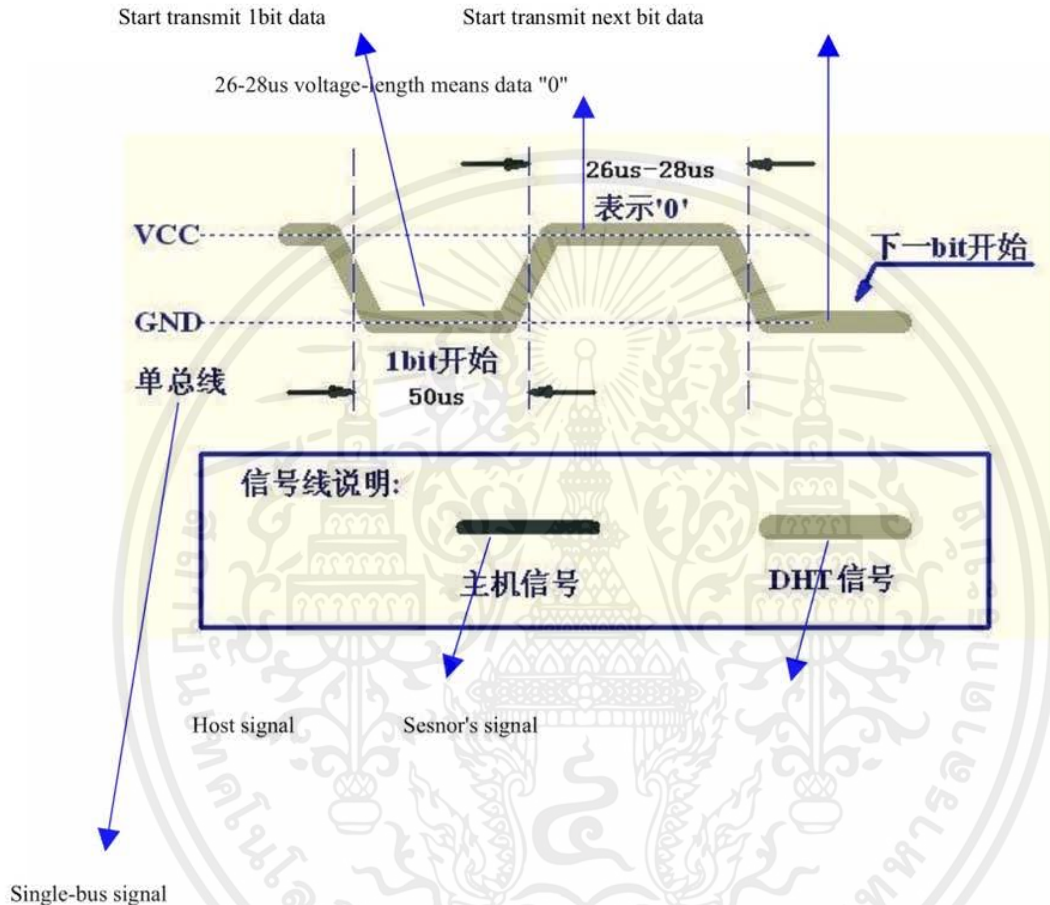 Start transmit 1bit data
Start transmit next bit data
26-28us voltage-length means data "0"
26us-28us
表示'0'
VCC
下一bit开始
GND
1bit开始
单总线
50us
信号线说明:
主机信号
DHT信号
Host signal
Sesnor's signal
Single-bus signal